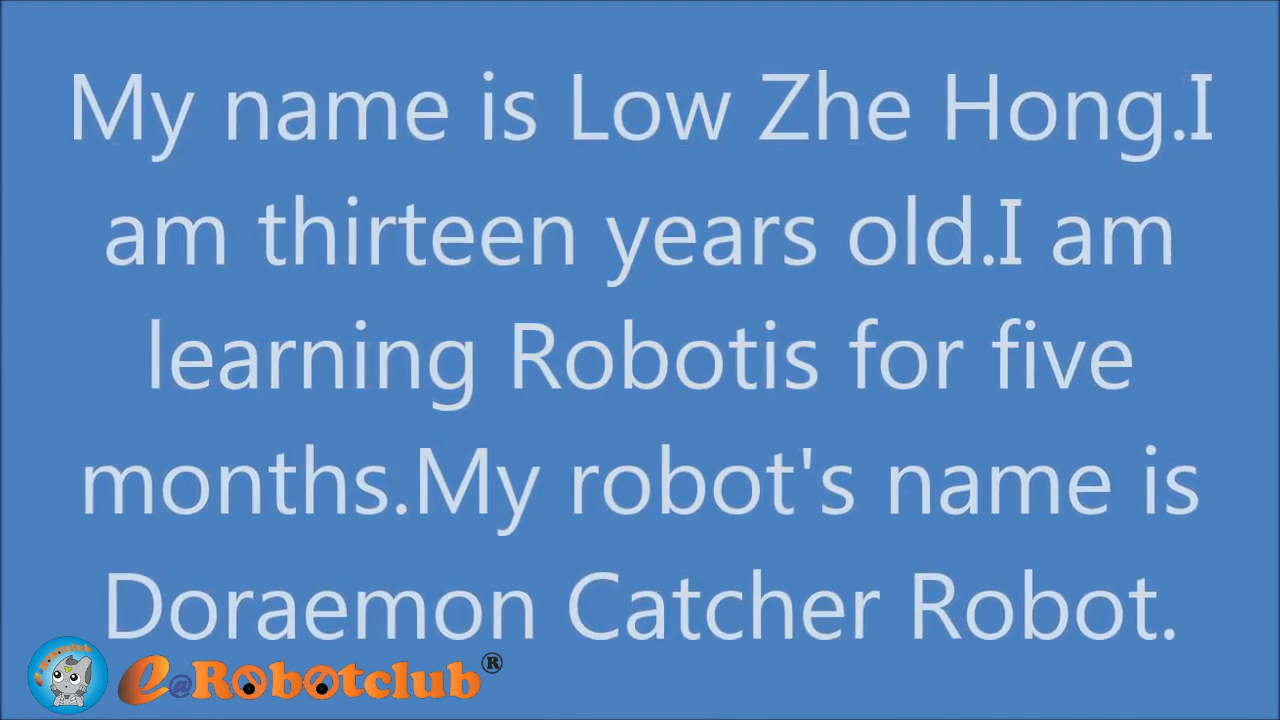 My name is Low Zhe Hong.I
am thirteen years old.I am
learning Robotis for five
months.My robot's name is
Doraemon Catcher Robot.
e@Robotclub®
e-Robotclub